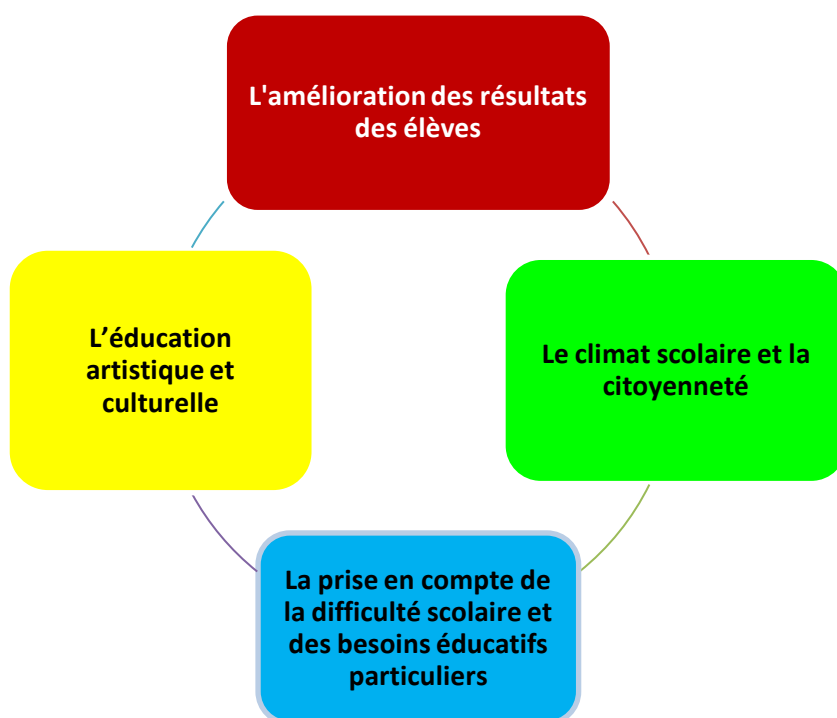 L'amélioration des résultats
des élèves
L’éducation
artistique et
culturelle
Le climat scolaire et la
citoyenneté
La prise en compte de
la difficulté scolaire et
des besoins éducatifs
particuliers